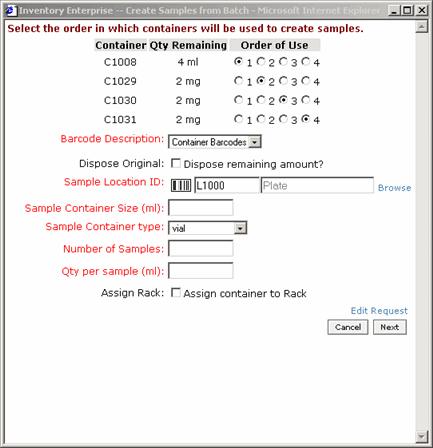 Inventory Enterprise -- Create Samples from Batch - Microsoft Internet Explorer
Select the order in which containers will be used to create samples.
Container Qty Remaining Order of Use
C1008 4 ml 1 2 3 4
C1029 2 mg 1 2 3 4
C1030 2 mg 1 2 3 4
C1031 2 mg 1 2 3 4
Barcode Description: Container Barcodes
Dispose Original: Dispose remaining amount?
Sample Location ID: L1000 Plate Browse
Sample Container Size (ml):
Sample Container type: vial
Number of Samples:
Qty per sample (ml):
Assign Rack: Assign container to Rack
Edit Request
Cancel Next